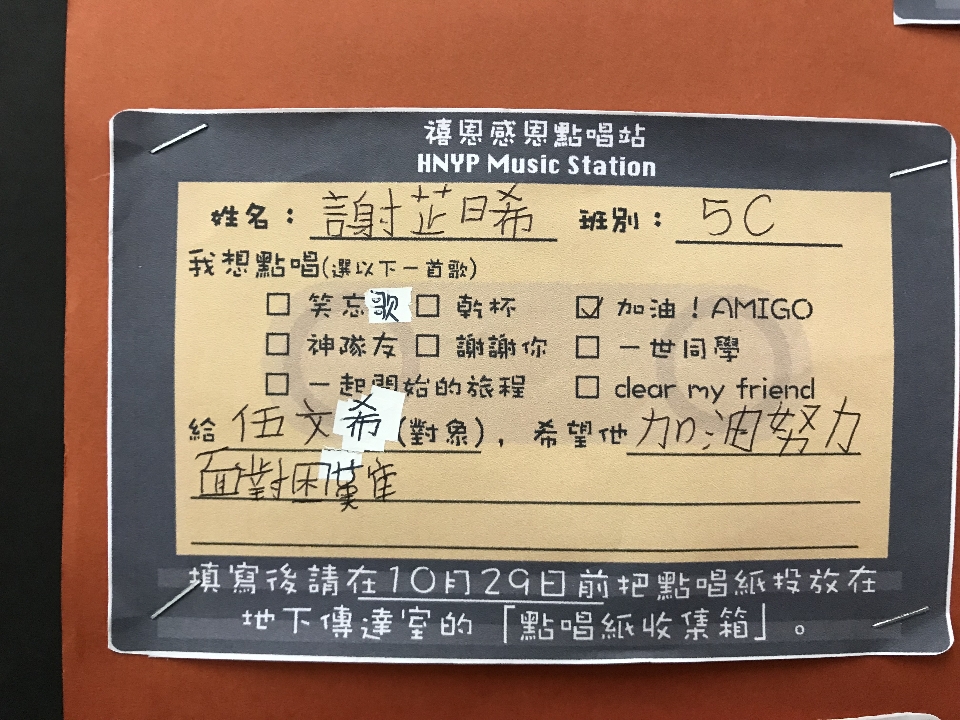 禧恩感恩點唱站
HNYP Music Station
姓名：謝芷晞 班別：5C
我想點唱(選以下一首歌)
☐ 笑忘歌 ☐ 乾杯 ☑ 加油！AMIGO
☐ 神隊友 ☐ 謝謝你 ☐ 一世同學
☐ 一起開始的旅程 ☐ dear my friend
給 伍文希 (對象)，希望他 加油努力
面對困難
填寫後請在10月29日前把點唱紙投放在
地下傳達室的「點唱紙收集箱」。